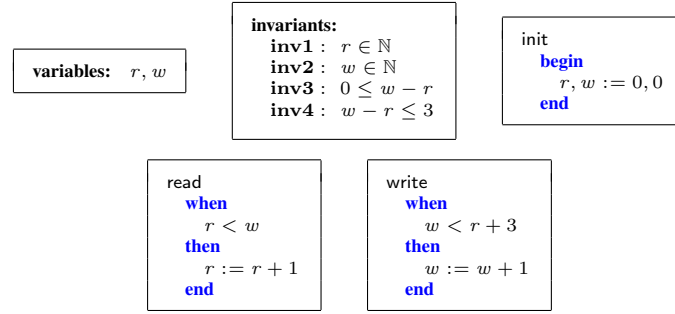 variables: r, w
invariants:
inv1 : r ∈ ℕ
inv2 : w ∈ ℕ
inv3 : 0 ≤ w − r
inv4 : w − r ≤ 3
init
begin
r, w := 0, 0
end
read
when
r < w
then
r := r + 1
end
write
when
w < r + 3
then
w := w + 1
end